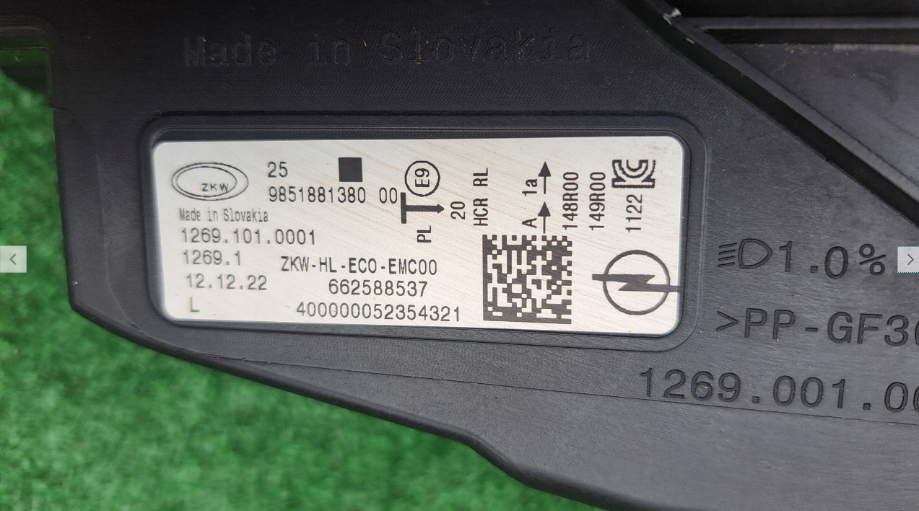 Made in Slovakia
ZKW
25
9851881380 00
Made in Slovakia
1269.101.0001
1269.1
ZKW-HL-ECO-EMC00
12.12.22
662588537
L
400000052354321
E9
PL
20
HCR RL
A 1a
148R00
149R00
1122
1.0%
>PP-GF3
1269.001.0